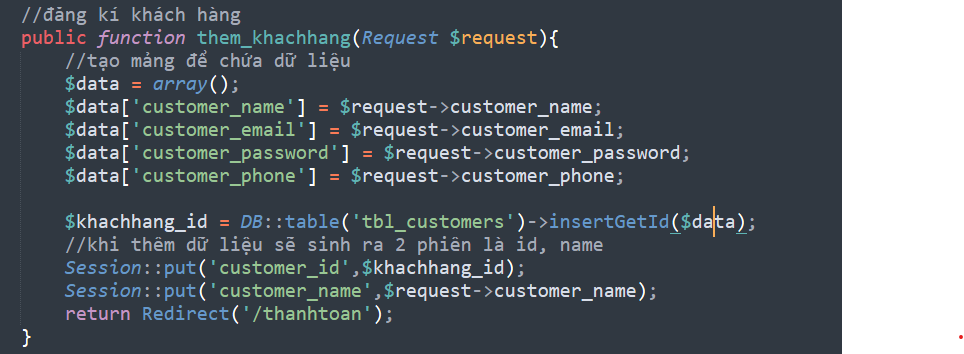 //đăng kí khách hàng
public function them_khachhang(Request $request){
//tạo mảng để chứa dữ liệu
$data = array();
$data['customer_name'] = $request->customer_name;
$data['customer_email'] = $request->customer_email;
$data['customer_password'] = $request->customer_password;
$data['customer_phone'] = $request->customer_phone;
$khachhang_id = DB::table('tbl_customers')->insertGetId($data);
//khi thêm dữ liệu sẽ sinh ra 2 phiên là id, name
Session::put('customer_id',$khachhang_id);
Session::put('customer_name',$request->customer_name);
return Redirect('/thanhtoan');
}